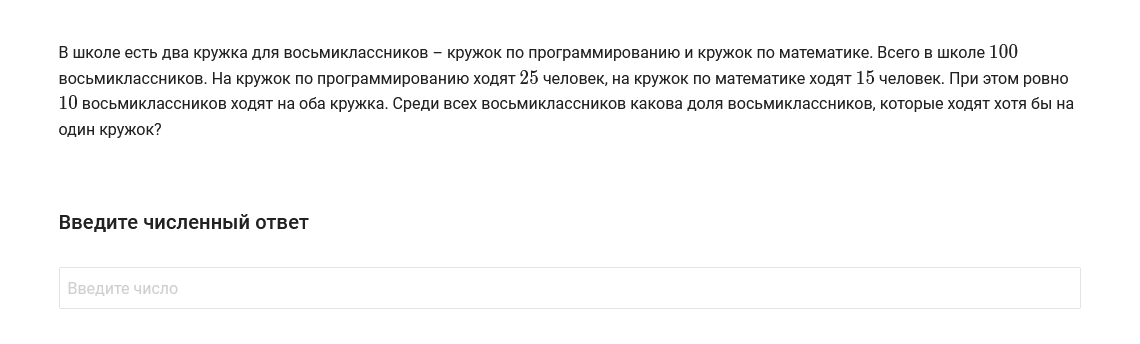 В школе есть два кружка для восьмиклассников – кружок по программированию и кружок по математике. Всего в школе 100
восьмиклассников. На кружок по программированию ходят 25 человек, на кружок по математике ходят 15 человек. При этом ровно
10 восьмиклассников ходят на оба кружка. Среди всех восьмиклассников какова доля восьмиклассников, которые ходят хотя бы на
один кружок?
Введите численный ответ
Введите число